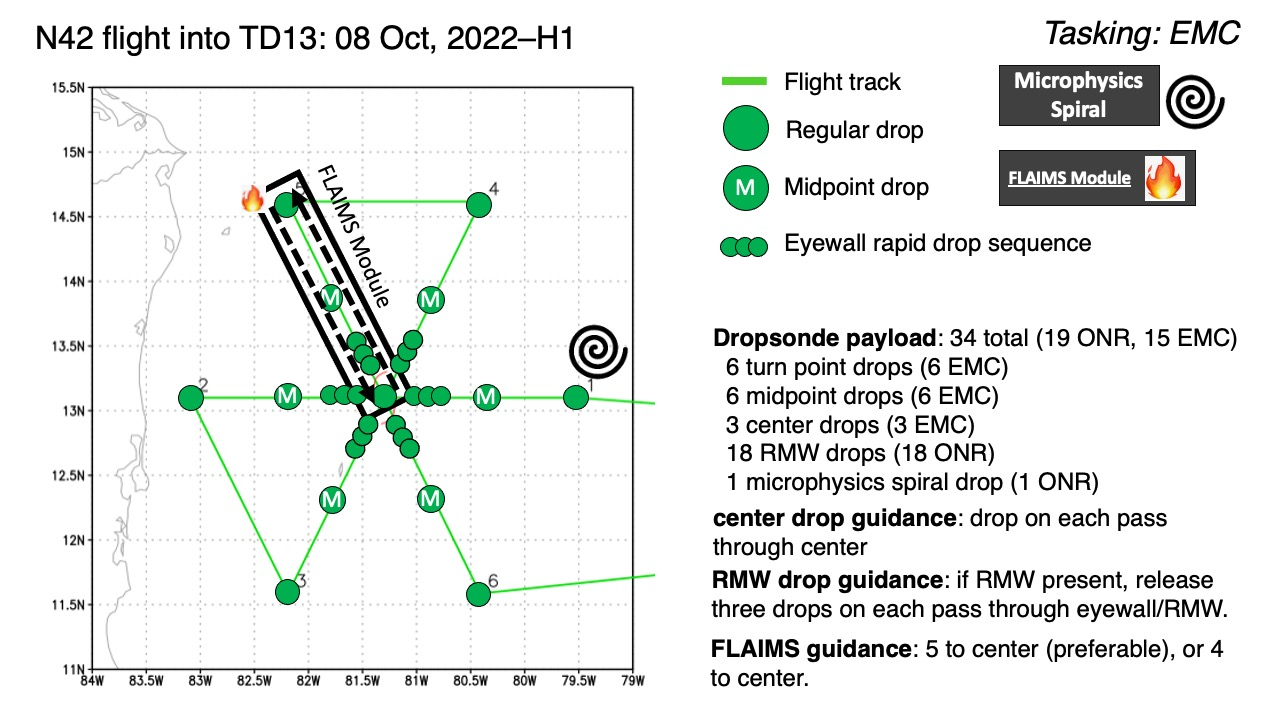 N42 flight into TD13: 08 Oct, 2022–H1
Tasking: EMC
Flight track
Regular drop
M
Midpoint drop
Eyewall rapid drop sequence
Microphysics
Spiral
FLAIMS Module
15.5N
15N
14.5N
14N
13.5N
13N
12.5N
12N
11.5N
11N
84W
83.5W
83W
82.5W
82W
81.5W
81W
80.5W
80W
79.5W
79W
FLAIMS Module
5
4
M
M
2
M
M
1
M
M
3
6
Dropsonde payload: 34 total (19 ONR, 15 EMC)
6 turn point drops (6 EMC)
6 midpoint drops (6 EMC)
3 center drops (3 EMC)
18 RMW drops (18 ONR)
1 microphysics spiral drop (1 ONR)
center drop guidance: drop on each pass
through center
RMW drop guidance: if RMW present, release
three drops on each pass through eyewall/RMW.
FLAIMS guidance: 5 to center (preferable), or 4
to center.